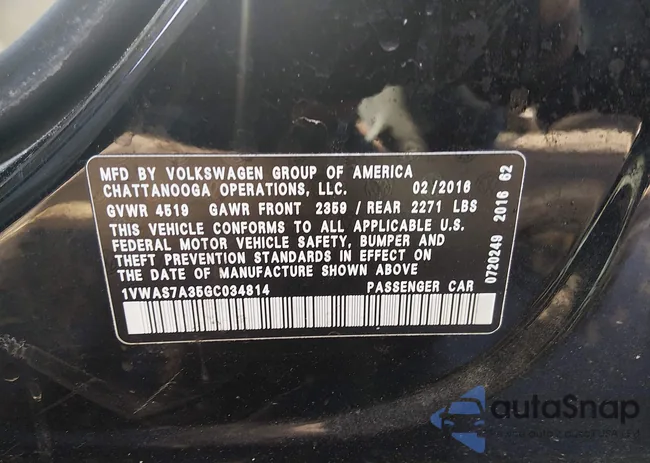 MFD BY VOLKSWAGEN GROUP OF AMERICA
CHATTANOOGA OPERATIONS, LLC. 02/2016
GVWR 4519 GAWR FRONT 2359 / REAR 2271 LBS
THIS VEHICLE CONFORMS TO ALL APPLICABLE U.S.
FEDERAL MOTOR VEHICLE SAFETY, BUMPER AND
THEFT PREVENTION STANDARDS IN EFFECT ON
THE DATE OF MANUFACTURE SHOWN ABOVE
1VWAS7A35GC034814 PASSENGER CAR
0720249 2016 62
autaSnap